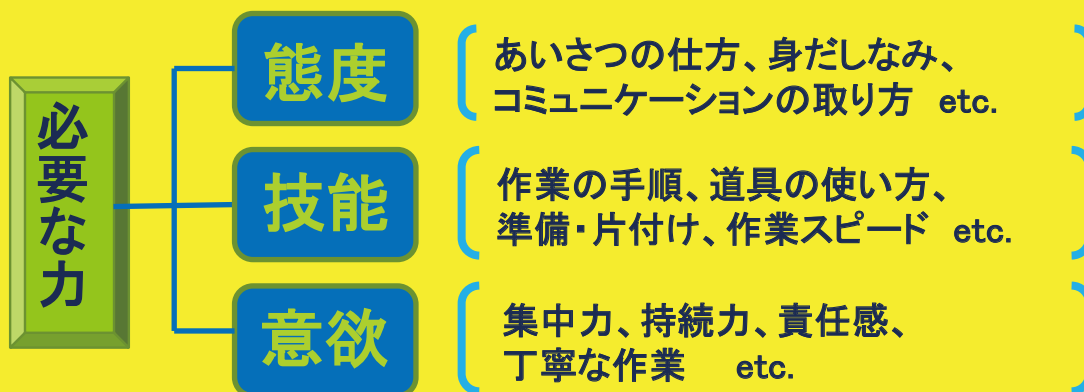 必要な力
態度
あいさつの仕方、身だしなみ、
コミュニケーションの取り方 etc.
技能
作業の手順、道具の使い方、
準備・片付け、作業スピード etc.
意欲
集中力、持続力、責任感、
丁寧な作業 etc.